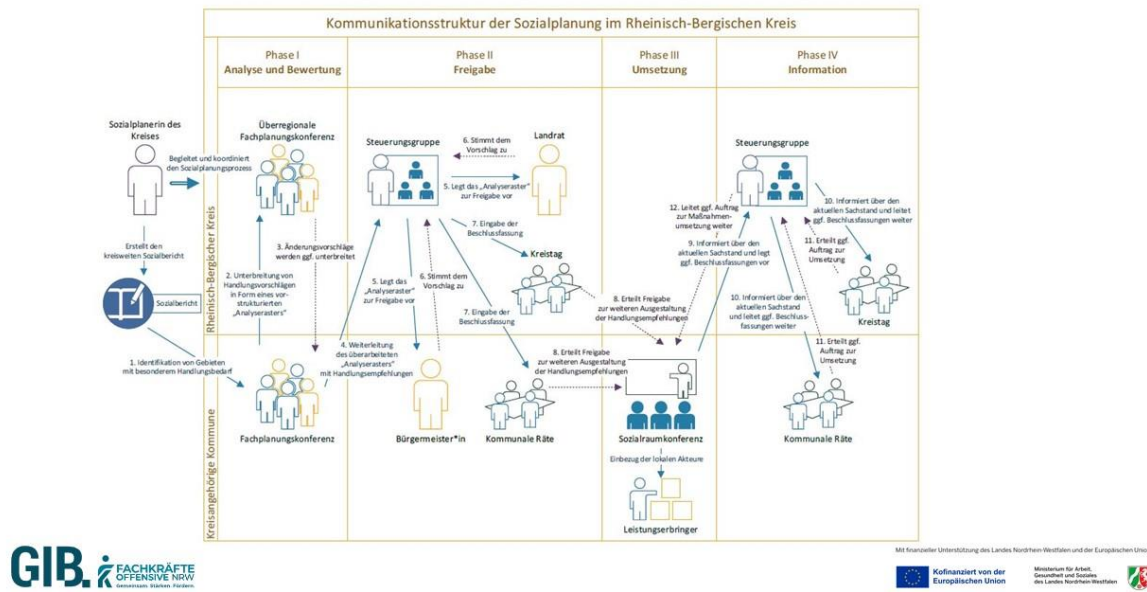 Kommunikationsstruktur der Sozialplanung im Rheinisch-Bergischen Kreis
Phase I
Analyse und Bewertung
Phase II
Freigabe
Phase III
Umsetzung
Phase IV
Information
Rheinisch-Bergischer Kreis
Kreisangehörige Kommune
Sozialplanerin des
Kreises
Begleitet und koordiniert
den Sozialplanungsprozess
Erstellt den
kreisweiten Sozialbericht
Sozialbericht
1. Identifikation von Gebieten
mit besonderem Handlungsbedarf
Überregionale
Fachplanungskonferenz
2. Unterbreitung von
Handlungsvorschlägen
in Form eines vor-
strukturierten
„Analyserasters“
3. Änderungsvorschläge
werden ggf. unterbreitet
Fachplanungskonferenz
4. Weiterleitung
des überarbeiteten
„Analyserasters“
mit Handlungsempfehlungen
Steuerungsgruppe
6. Stimmt dem
Vorschlag zu
5. Legt das „Analyseraster“
zur Freigabe vor
Landrat
7. Eingabe der
Beschlussfassung
Kreistag
5. Legt das
„Analyseraster“
zur Freigabe vor
6. Stimmt dem
Vorschlag zu
7. Eingabe der
Beschlussfassung
Bürgermeister*in
Kommunale Räte
8. Erteilt Freigabe
zur weiteren Ausgestaltung
der Handlungsempfehlungen
8. Erteilt Freigabe
zur weiteren Ausgestaltung
der Handlungsempfehlungen
Sozialraumkonferenz
Einbezug der lokalen Akteure
Leistungserbringer
12. Leitet ggf. Auftrag
zur Maßnahmen-
umsetzung weiter
9. Informiert über den
aktuellen Sachstand und legt
ggf. Beschlussfassungen vor
Steuerungsgruppe
10. Informiert über den
aktuellen Sachstand und leitet
ggf. Beschlussfassungen weiter
11. Erteilt ggf.
Auftrag zur
Umsetzung
Kreistag
10. Informiert über den
aktuellen Sachstand
und leitet ggf. Beschluss-
fassungen weiter
11. Erteilt ggf.
Auftrag zur
Umsetzung
Kommunale Räte
GIB.
FACHKRÄFTE
OFFENSIVE NRW
Gemeinsam. Stärken. Fördern.
Mit finanzieller Unterstützung des Landes Nordrhein-Westfalen und der Europäischen Union
Kofinanziert von der
Europäischen Union
Ministerium für Arbeit,
Gesundheit und Soziales
des Landes Nordrhein-Westfalen